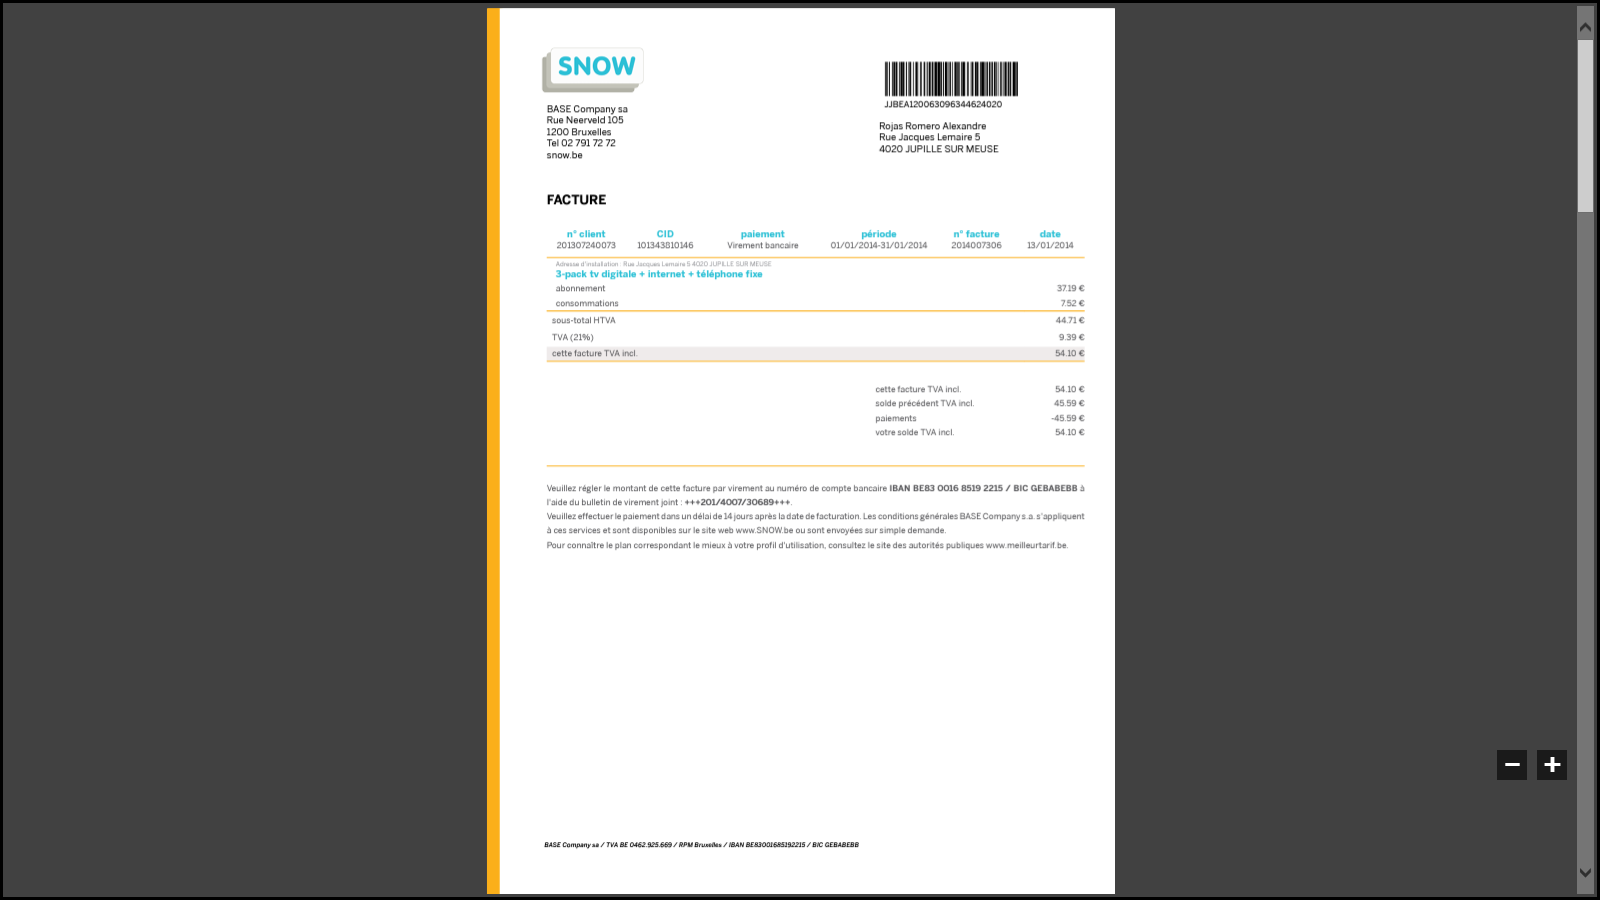 SNOW
BASE Company sa
Rue Neerveld 105
1200 Bruxelles
Tel 02 791 72 72
snow.be
JJBEA120063096344624020
Rojas Romero Alexandre
Rue Jacques Lemaire 5
4020 JUPILLE SUR MEUSE
FACTURE
n° client CID paiement période n° facture date
201307240073 101343810146 Virement bancaire 01/01/2014-31/01/2014 2014007306 13/01/2014
Adresse d'installation : Rue Jacques Lemaire 5 4020 JUPILLE SUR MEUSE
3-pack tv digitale + internet + téléphone fixe
abonnement 37.19 €
consommations 7.52 €
sous-total HTVA 44.71 €
TVA (21%) 9.39 €
cette facture TVA incl. 54.10 €
cette facture TVA incl. 54.10 €
solde précédent TVA incl. 45.59 €
paiements -45.59 €
votre solde TVA incl. 54.10 €
Veuillez régler le montant de cette facture par virement au numéro de compte bancaire IBAN BE83 0016 8519 2215 / BIC GEBABEBB à
l'aide du bulletin de virement joint : +++201/4007/30689+++.
Veuillez effectuer le paiement dans un délai de 14 jours après la date de facturation. Les conditions générales BASE Company s.a. s'appliquent
à ces services et sont disponibles sur le site web www.SNOW.be ou sont envoyées sur simple demande.
Pour connaître le plan correspondant le mieux à votre profil d'utilisation, consultez le site des autorités publiques www.meilleurtarif.be.
BASE Company sa / TVA BE 0462.925.669 / RPM Bruxelles / IBAN BE83001685192215 / BIC GEBABEBB